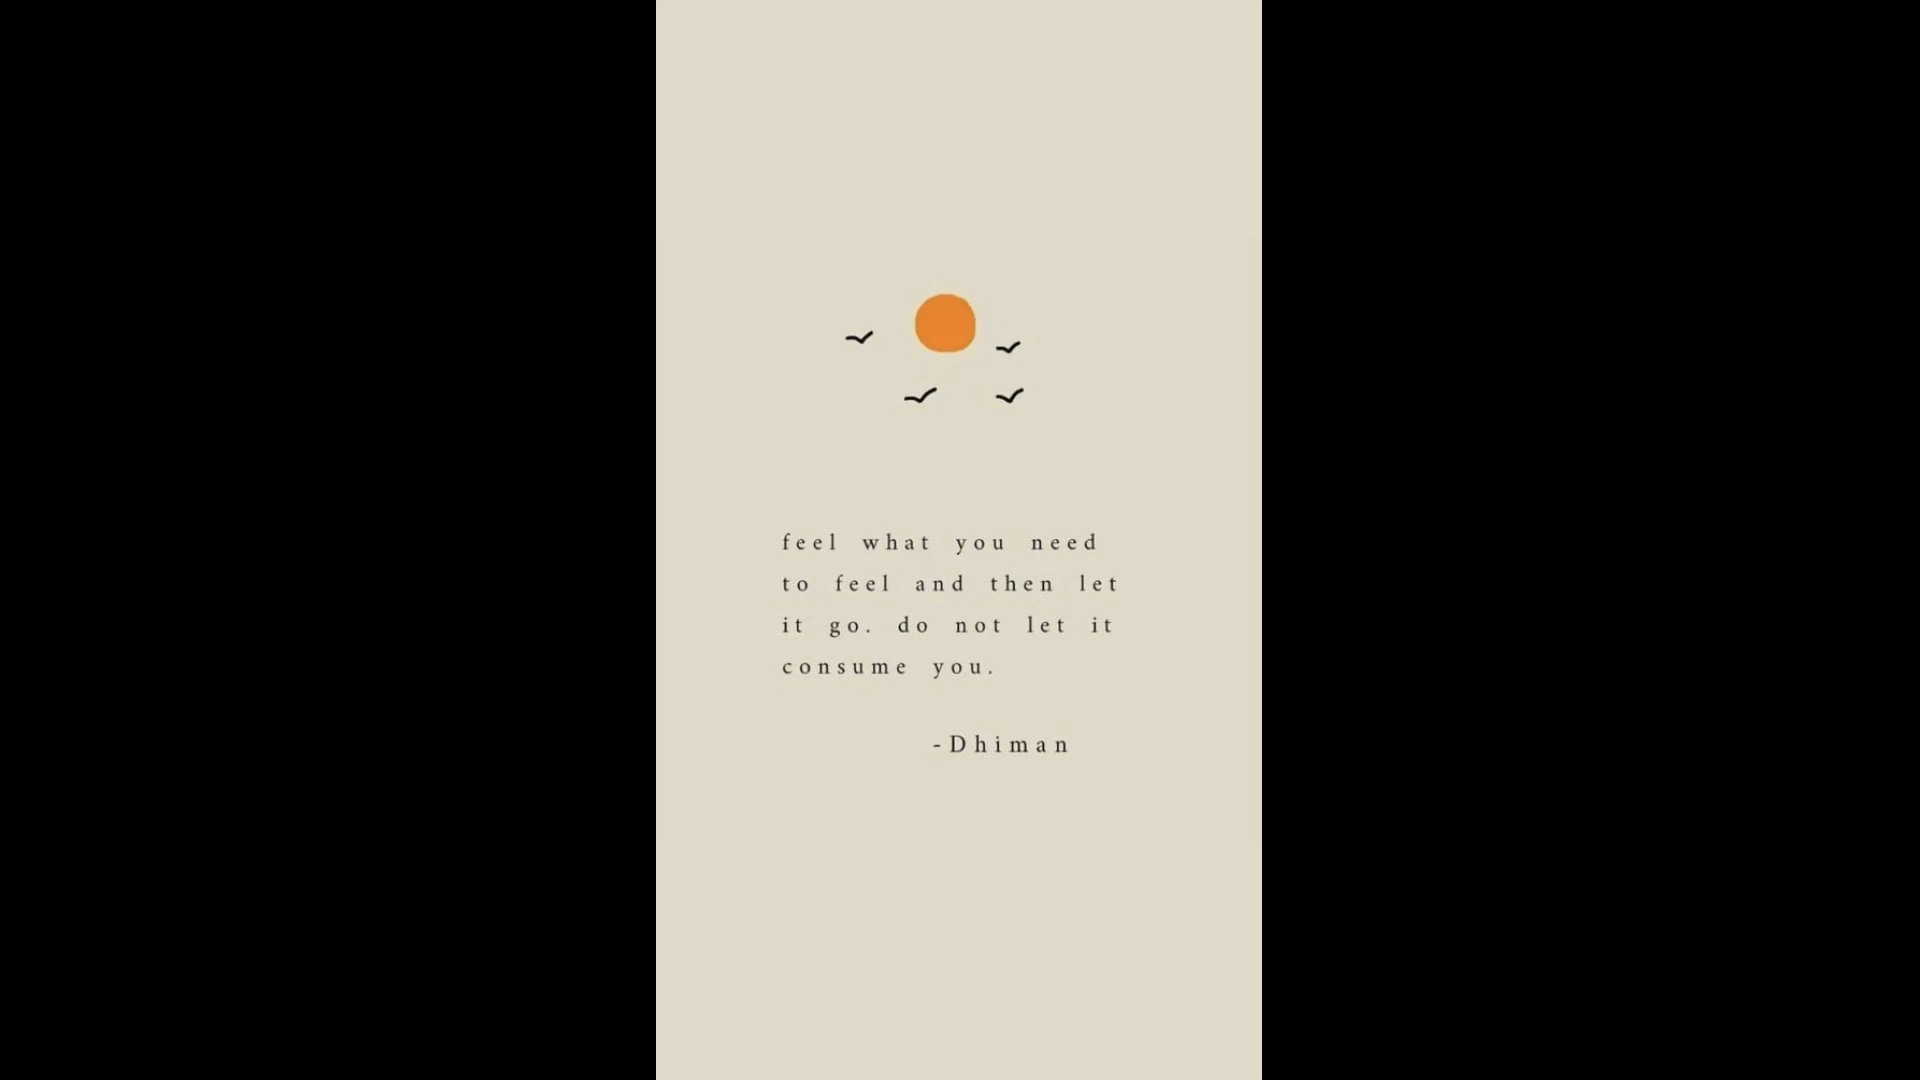 feel what you need
to feel and then let
it go. do not let it
consume you.
-Dhiman